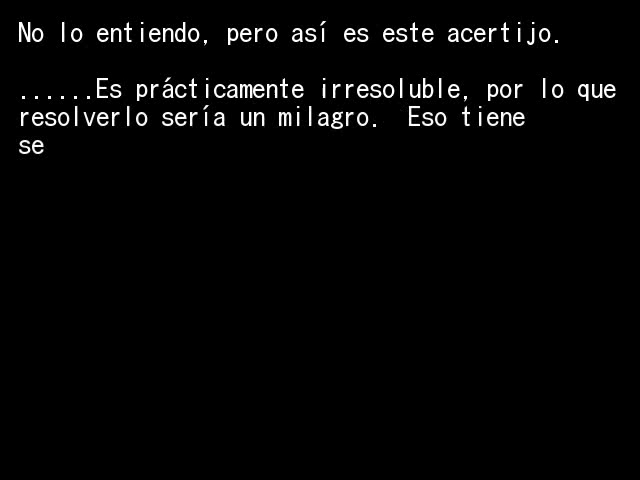 No lo entiendo, pero así es este acertijo.
......Es prácticamente irresoluble, por lo que
resolverlo sería un milagro.  Eso tiene
se